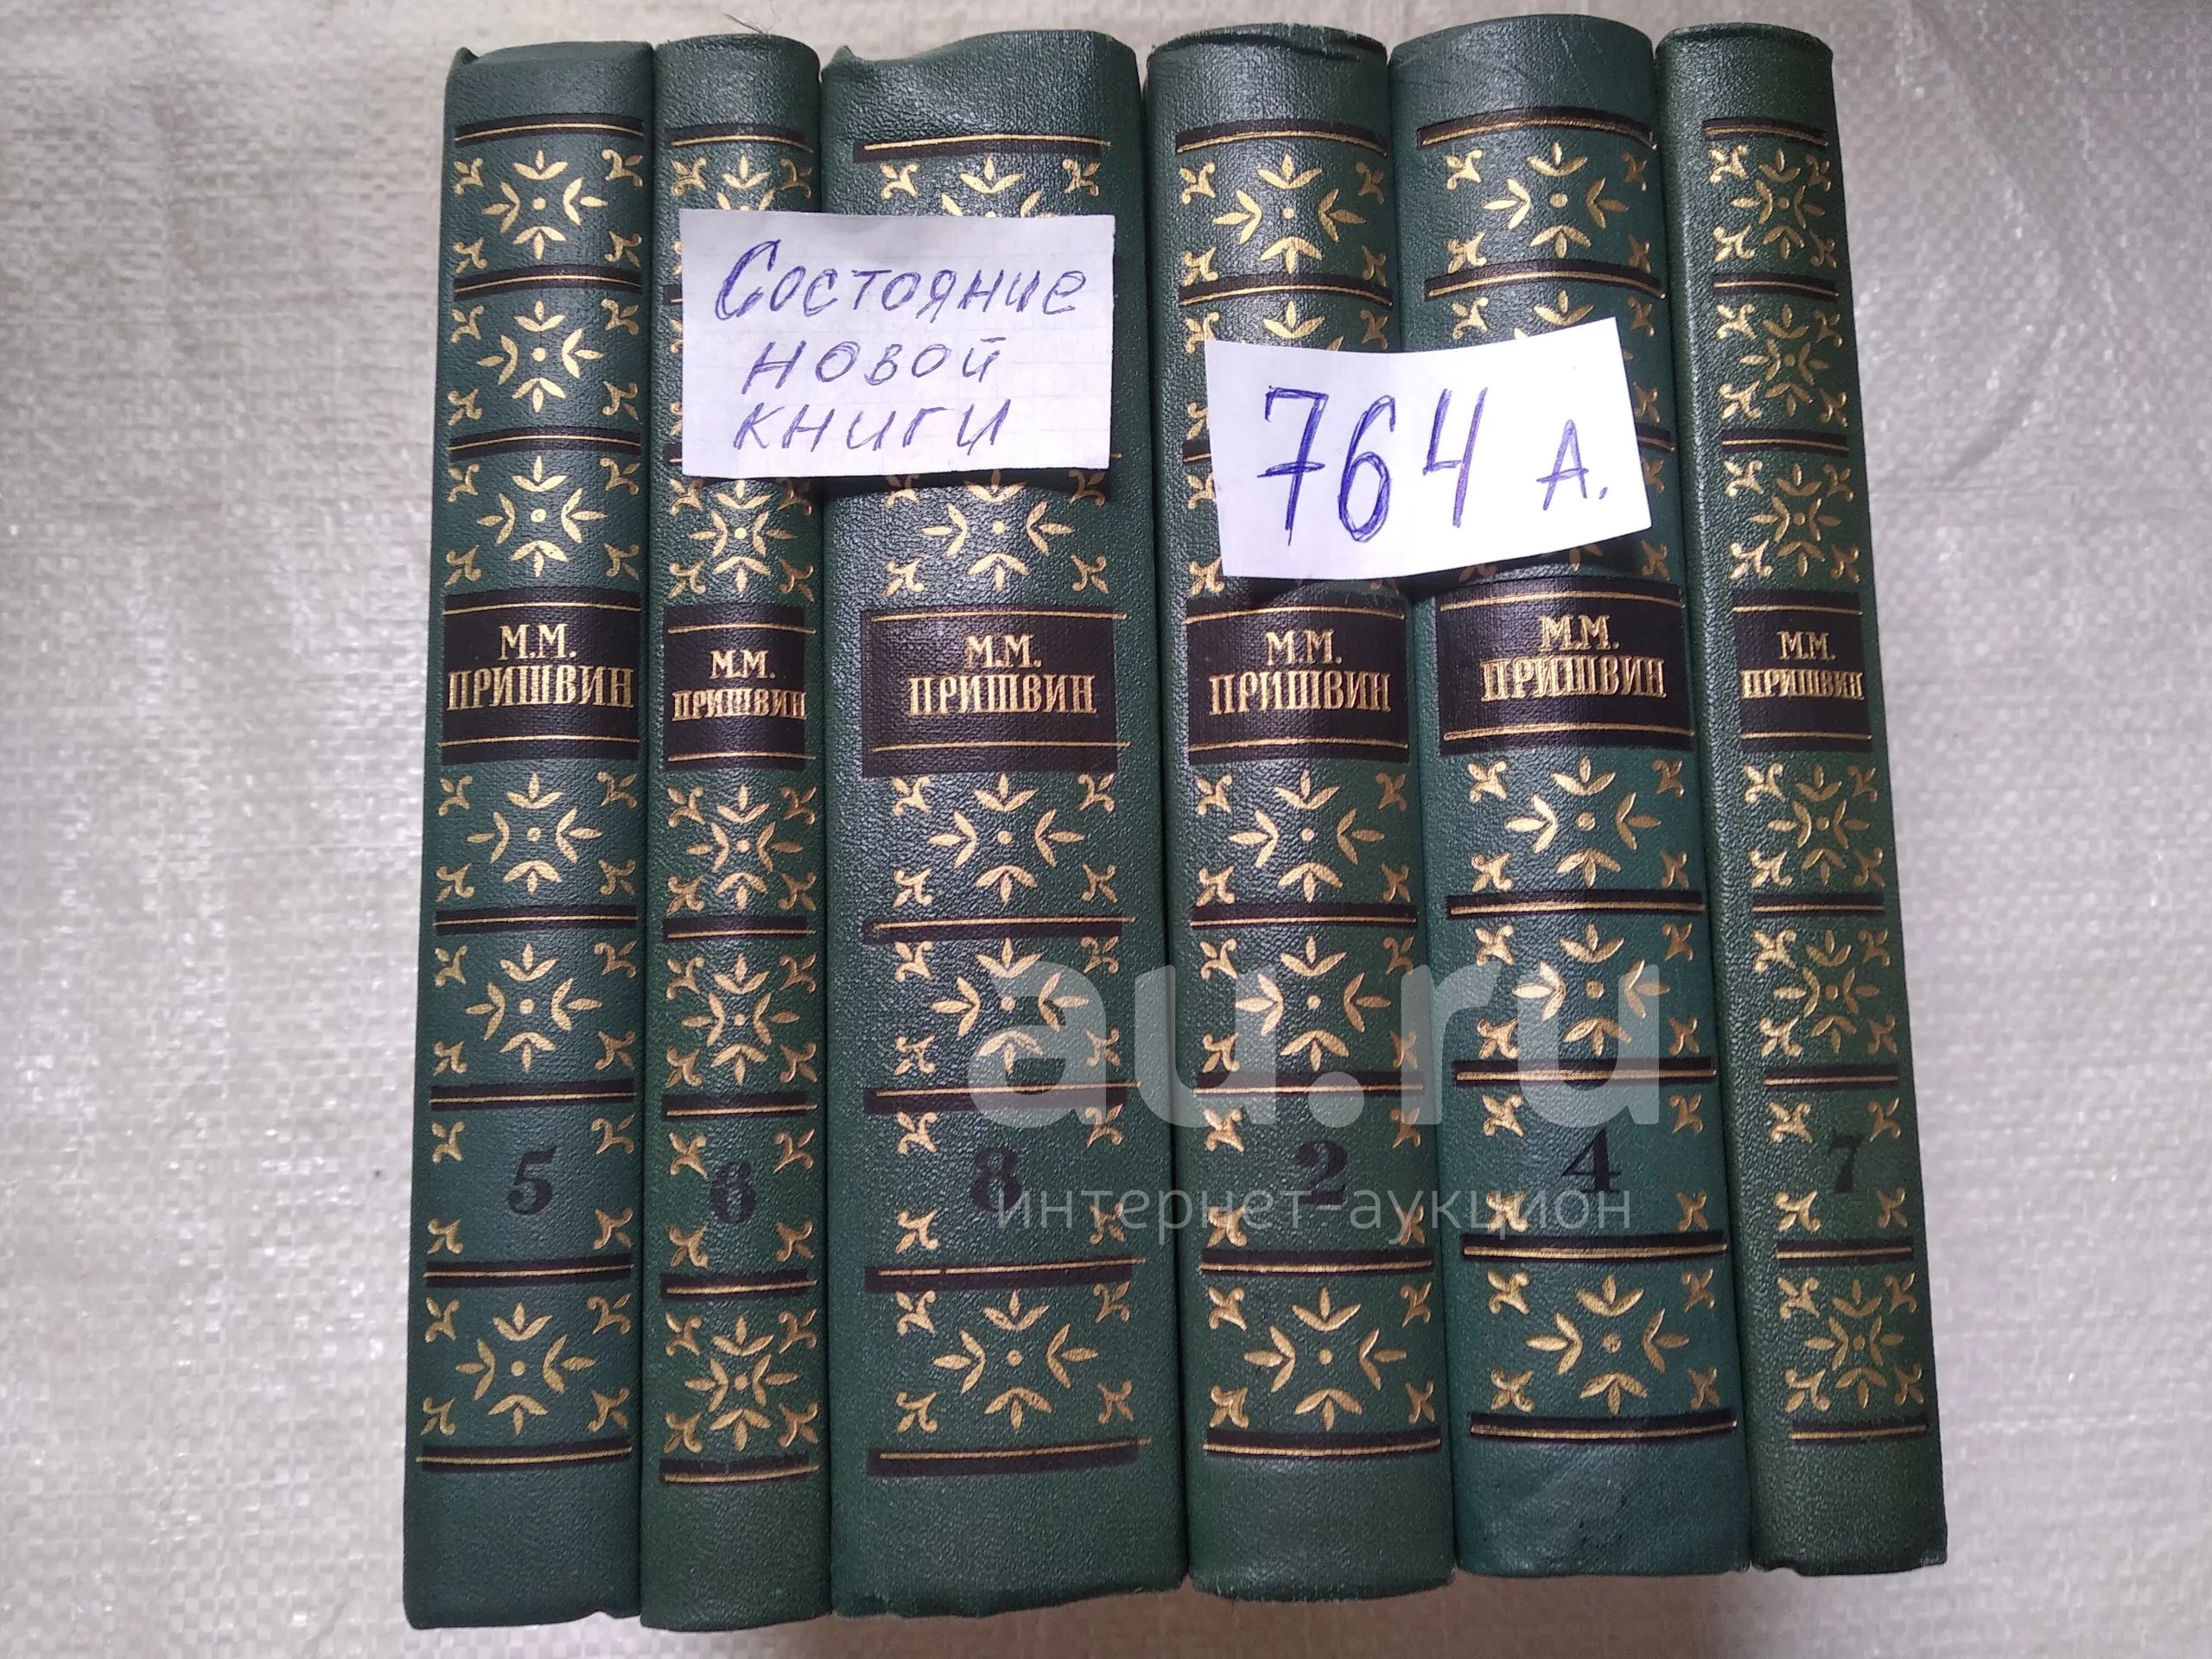 Состояние
новой
книги
764 А.
М.М.
ПРИШВИН
М.М.
ПРИШВИН
М.М.
ПРИШВИН
М.М.
ПРИШВИН
М.М.
ПРИШВИН
М.М.
ПРИШВИН
au.ru
интернет-аукцион
5
6
8
2
4
7